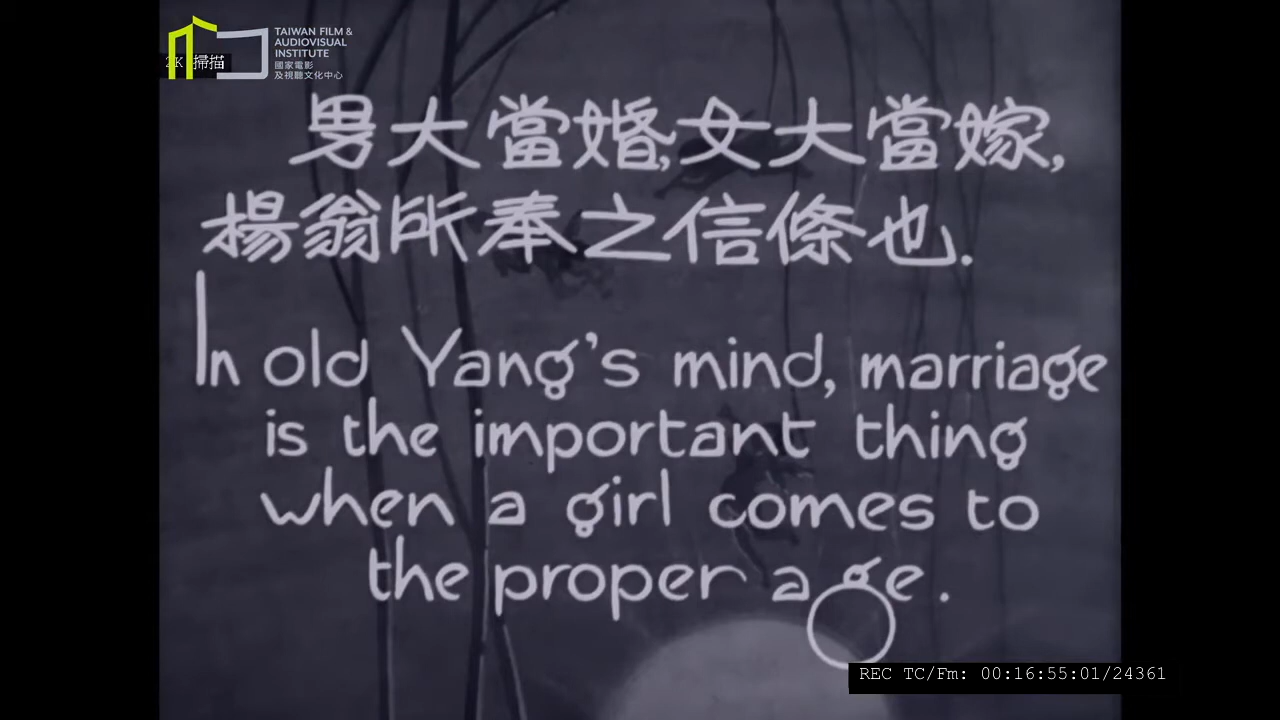 TAIWAN FILM &
AUDIOVISUAL
INSTITUTE
國家電影
及視聽文化中心
2K 掃描
男大當婚,女大當嫁,
楊翁所奉之信條也.
In old Yang's mind, marriage
is the important thing
when a girl comes to
the proper age.
REC TC/Fm: 00:16:55:01/24361